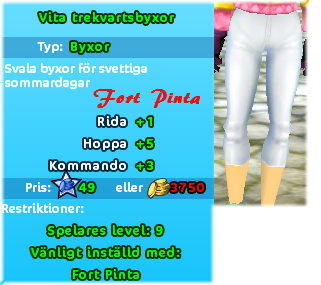 Vita trekvartsbyxor
Typ: Byxor
Svala byxor för svettiga
sommardagar
Fort Pinta
Rida +1
Hoppa +5
Kommando +3
Pris: 49 eller 3750
Restriktioner:
Spelares level: 9
Vänligt inställd med:
Fort Pinta